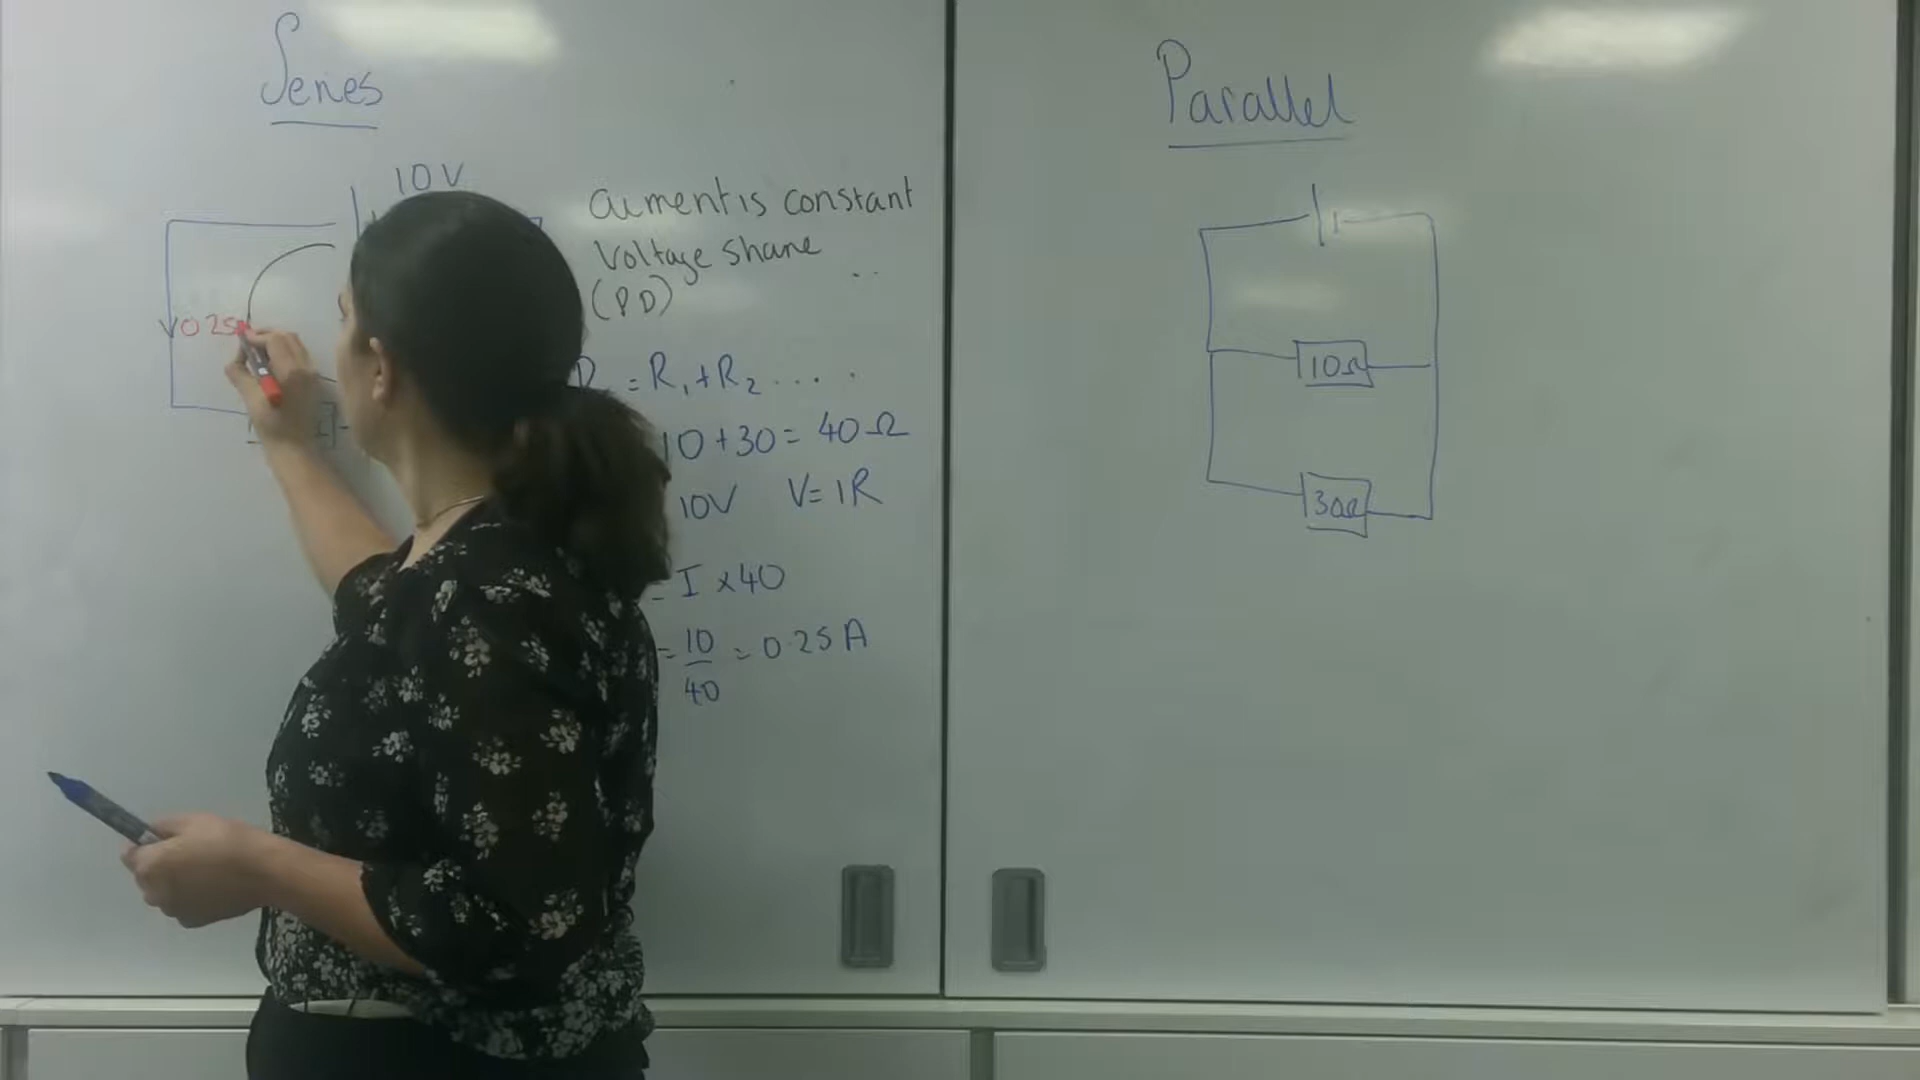 Series
10V
current is constant
Voltage share
(PD)
= R1 + R2 ....
10 + 30 = 40 Ω
10V V = IR
= I × 40
= 10/40 = 0.25 A
0.25
Parallel
10Ω
30Ω